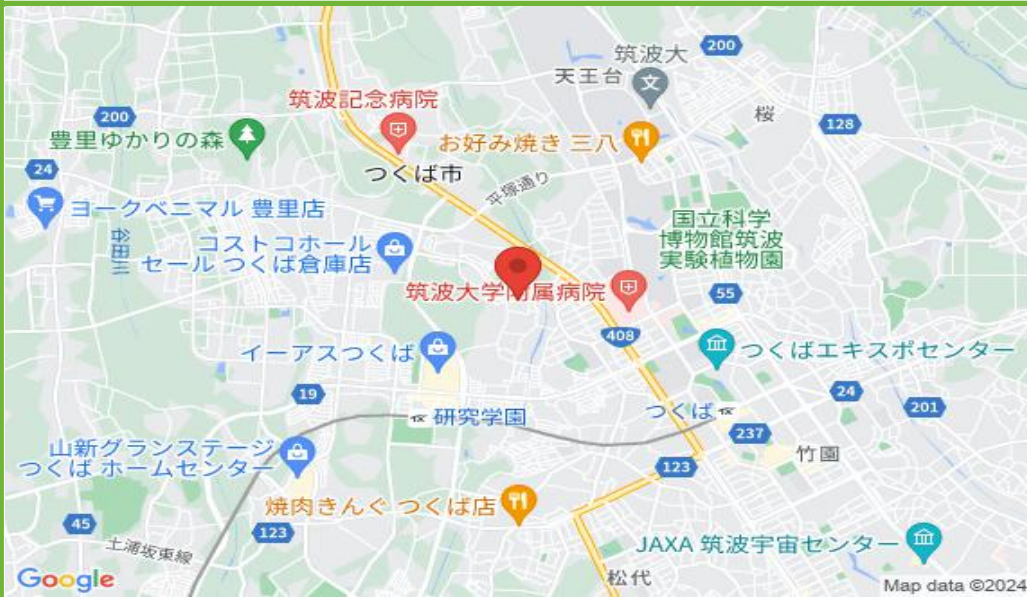 筑波大
200
天王台
筑波記念病院
200
桜
128
お好み焼き 三八
豊里ゆかりの森
24
つくば市
平塚通り
ヨークベニマル 豊里店
国立科学
博物館筑波
実験植物園
谷田川
コストコホール
セール つくば倉庫店
筑波大学附属病院
55
408
イーアスつくば
つくばエキスポセンター
19
24
201
研究学園
つくば
237
山新グランステージ
つくば ホームセンター
竹園
123
焼肉きんぐ つくば店
45
123
土浦坂東線
JAXA 筑波宇宙センター
松代
Google
Map data ©2024